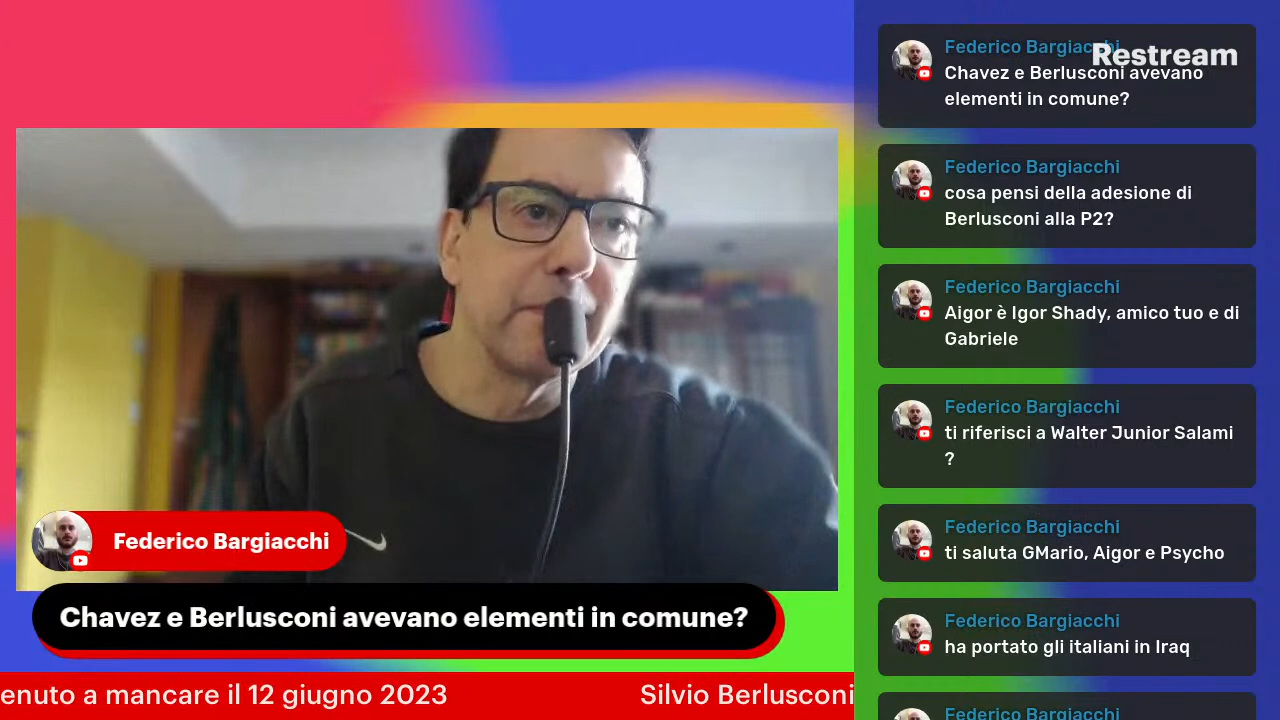 Federico Bargiacchi
Chavez e Berlusconi avevano elementi in comune?
enuto a mancare il 12 giugno 2023 Silvio Berlusconi
Restream
Federico Bargiacchi
Chavez e Berlusconi avevano
elementi in comune?
Federico Bargiacchi
cosa pensi della adesione di
Berlusconi alla P2?
Federico Bargiacchi
Aigor è Igor Shady, amico tuo e di
Gabriele
Federico Bargiacchi
ti riferisci a Walter Junior Salami
?
Federico Bargiacchi
ti saluta GMario, Aigor e Psycho
Federico Bargiacchi
ha portato gli italiani in Iraq
Federico Bargiacchi